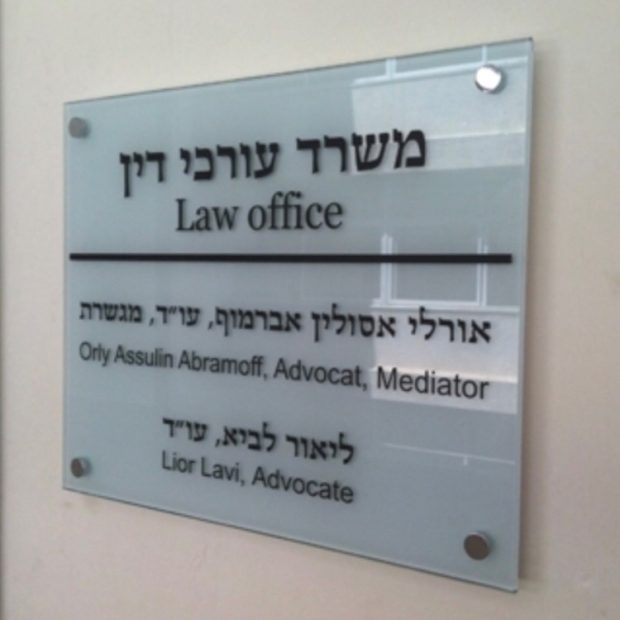 משרד עורכי דין
Law office
אורלי אסולין אברמוף, עו״ד, מגשרת
Orly Assulin Abramoff, Advocat, Mediator
ליאור לביא, עו״ד
Lior Lavi, Advocate